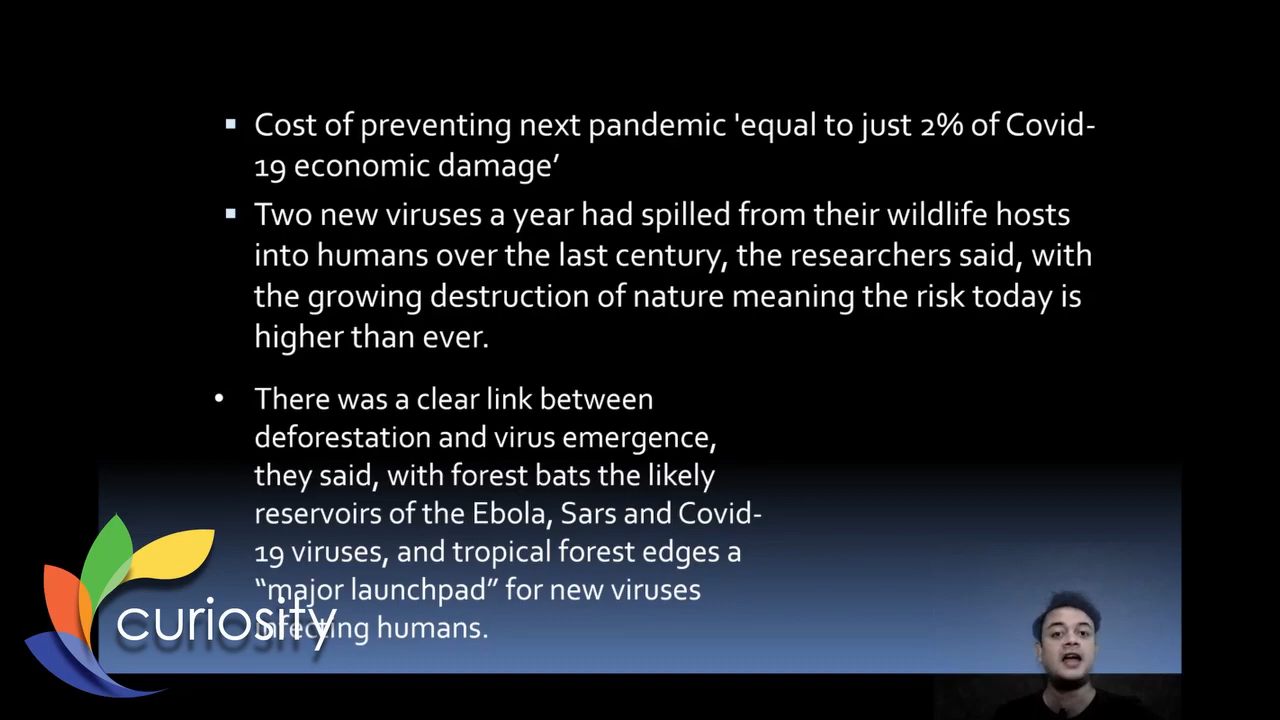 Cost of preventing next pandemic 'equal to just 2% of Covid-
19 economic damage’
Two new viruses a year had spilled from their wildlife hosts
into humans over the last century, the researchers said, with
the growing destruction of nature meaning the risk today is
higher than ever.
There was a clear link between
deforestation and virus emergence,
they said, with forest bats the likely
reservoirs of the Ebola, Sars and Covid-
19 viruses, and tropical forest edges a
“major launchpad” for new viruses
infecting humans.
curiosity